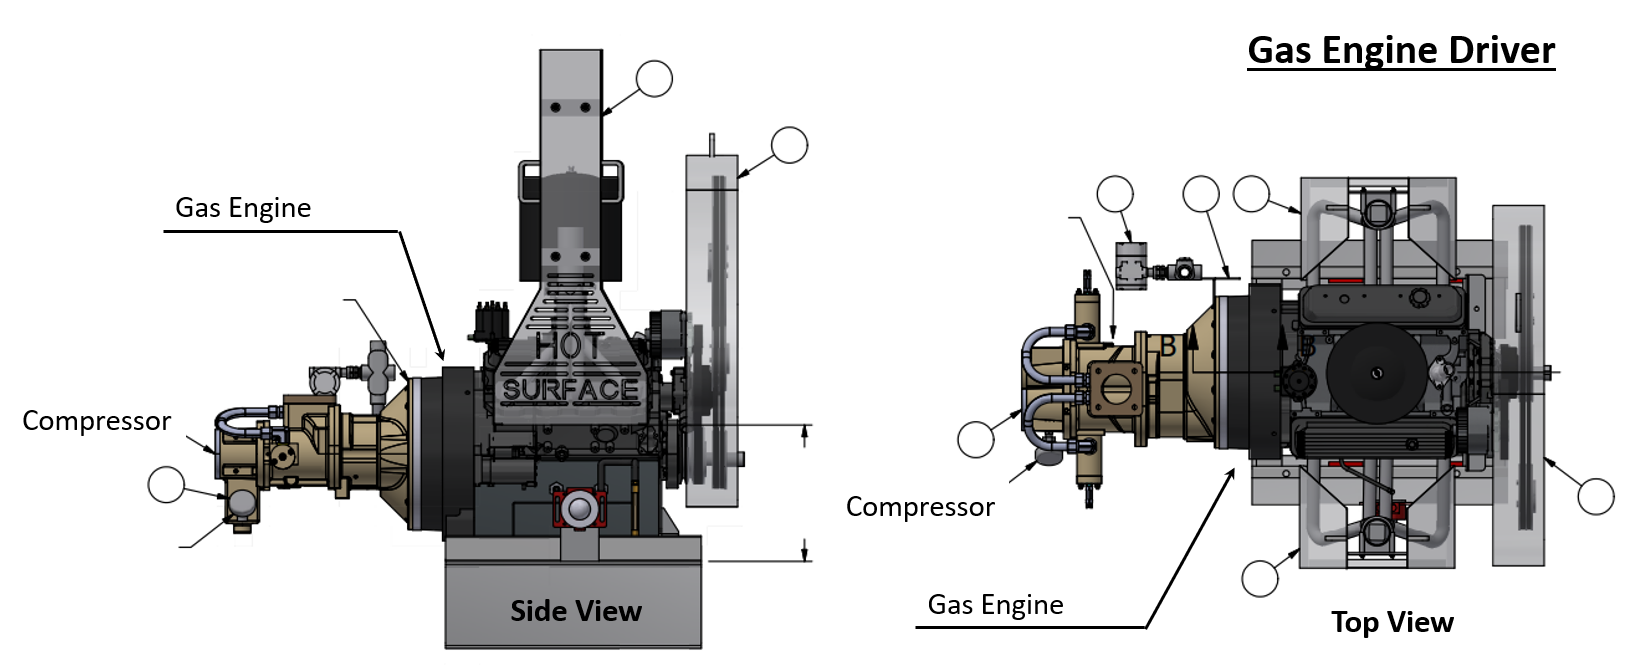 Gas Engine Driver
Gas Engine
HOT
SURFACE
Compressor
Side View
B
Compressor
Gas Engine
Top View